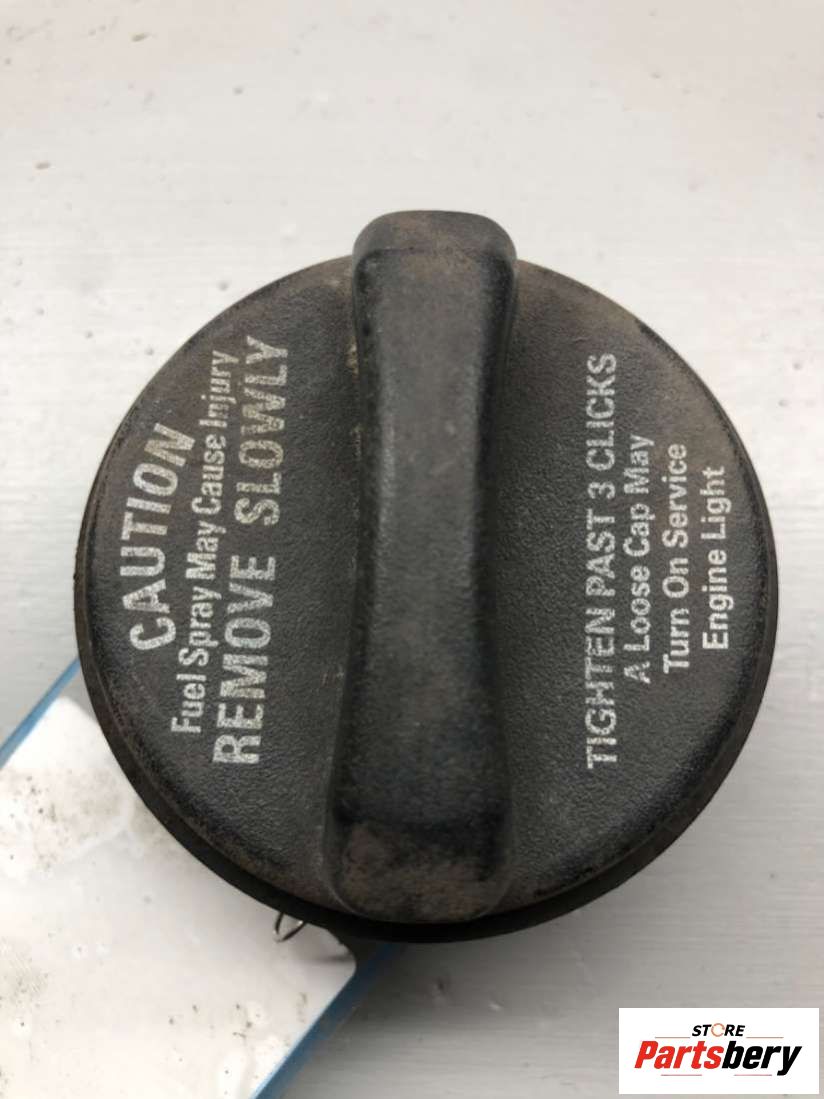 CAUTION
Fuel Spray May Cause Injury
REMOVE SLOWLY
TIGHTEN PAST 3 CLICKS
A Loose Cap May
Turn On Service
Engine Light
STORE
Partsbery